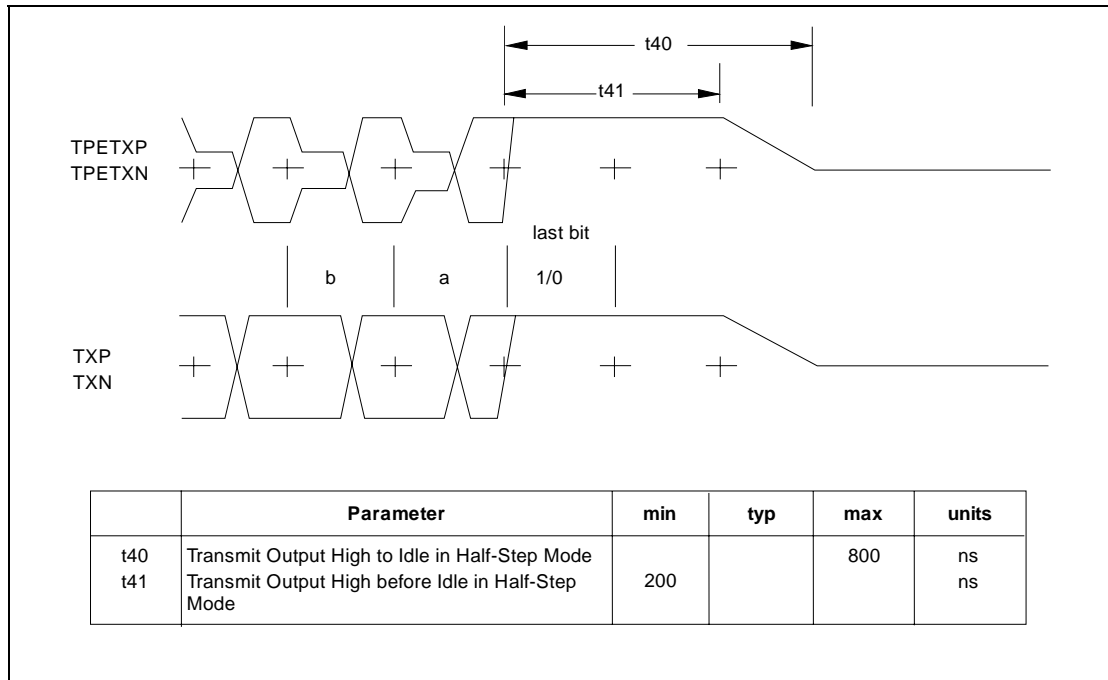 t40
t41
TPETXP
TPETXN
last bit
b a 1/0
TXP
TXN
Parameter min typ max units
t40 Transmit Output High to Idle in Half-Step Mode 800 ns
t41 Transmit Output High before Idle in Half-Step 200 ns
Mode